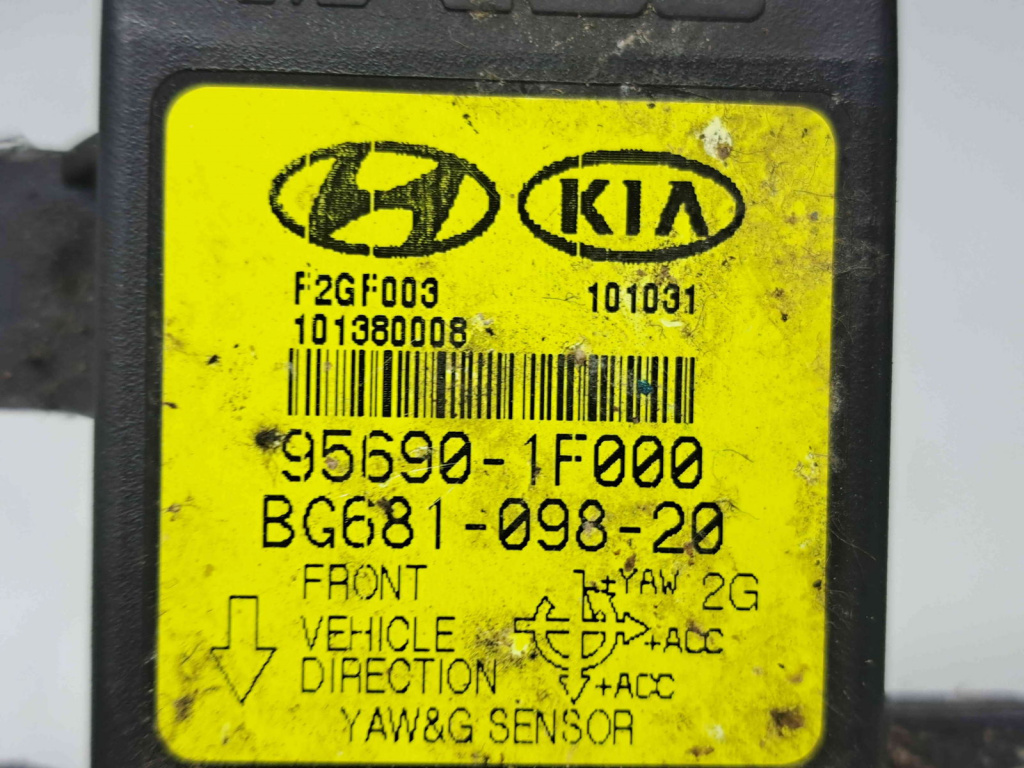 KIA
F2GF003 101031
101380008
95690-1F000
BG681-098-20
FRONT
VEHICLE
DIRECTION
+YAW 2G
+ACC
+ACC
YAW&G SENSOR